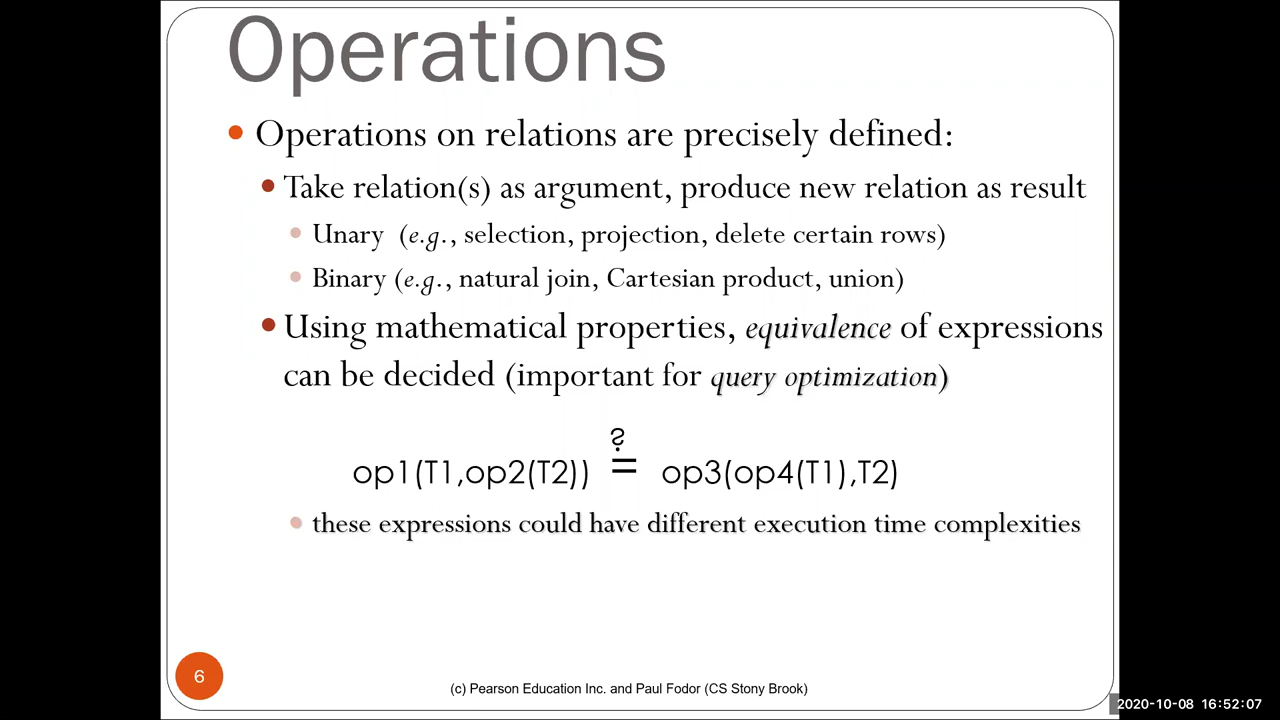 Operations
Operations on relations are precisely defined:
Take relation(s) as argument, produce new relation as result
Unary (e.g., selection, projection, delete certain rows)
Binary (e.g., natural join, Cartesian product, union)
Using mathematical properties, equivalence of expressions
can be decided (important for query optimization)
?
op1(T1,op2(T2)) = op3(op4(T1),T2)
these expressions could have different execution time complexities
6
(c) Pearson Education Inc. and Paul Fodor (CS Stony Brook)
2020-10-08 16:52:07